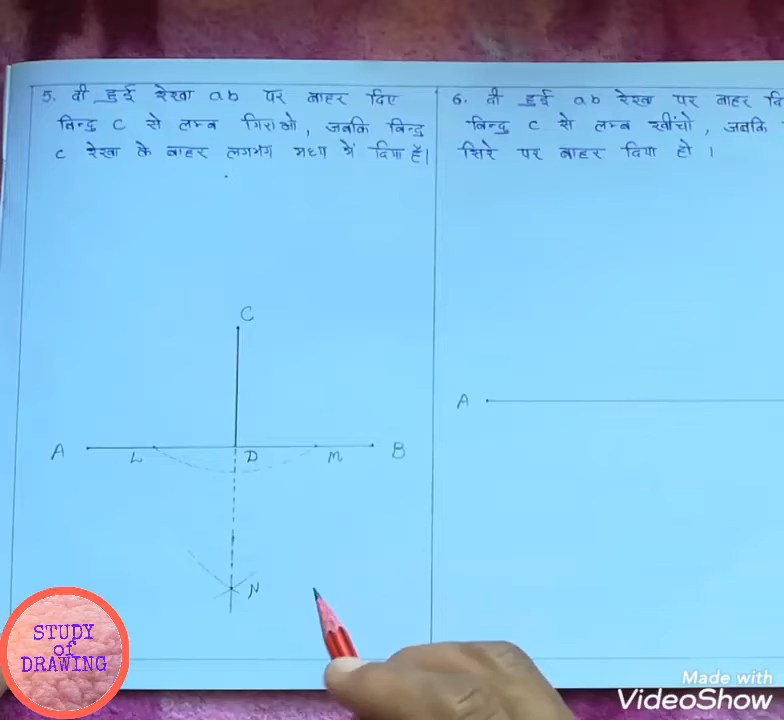 5. दी हुई रेखा ab पर बाहर दिए
बिन्दु C से लम्ब गिराओ, जबकि बिन्दु
C रेखा के बाहर लगभग मध्य में दिया है।
6. दी हुई ab रेखा पर बाहर दि
बिन्दु C से लम्ब खींचो, जबकि
सिरे पर बाहर दिया हो ।
C
A L D M B
N
A
STUDY
of
DRAWING
Made with
VideoShow